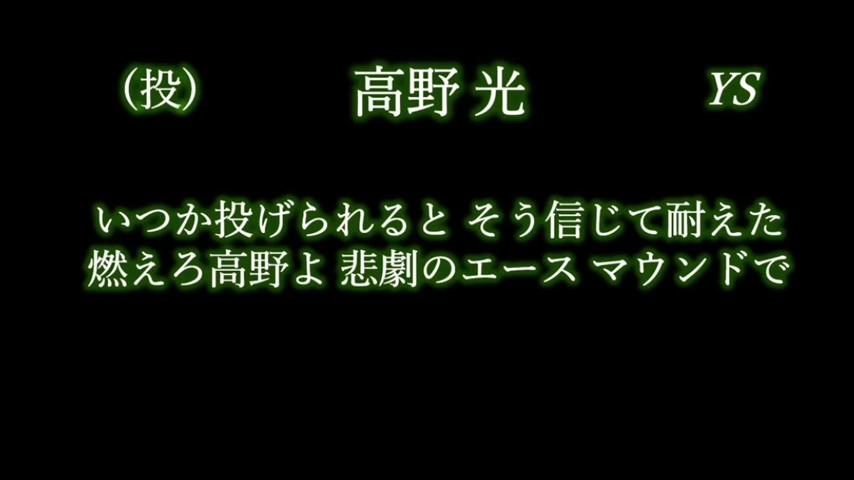 （投） 高野 光 YS
いつか投げられると そう信じて耐えた
燃えろ高野よ 悲劇のエース マウンドで